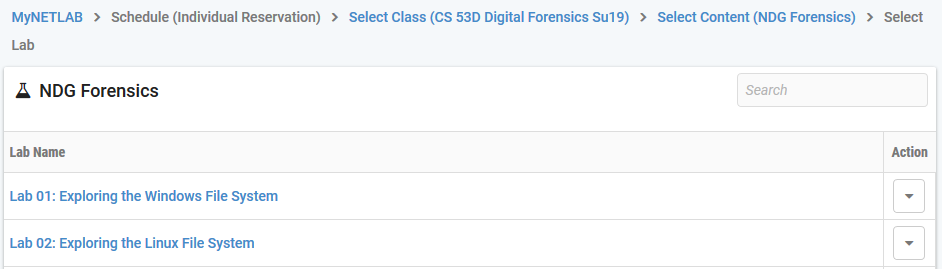 MyNETLAB > Schedule (Individual Reservation) > Select Class (CS 53D Digital Forensics Su19) > Select Content (NDG Forensics) > Select
Lab
NDG Forensics
Search
Lab Name Action
Lab 01: Exploring the Windows File System
Lab 02: Exploring the Linux File System